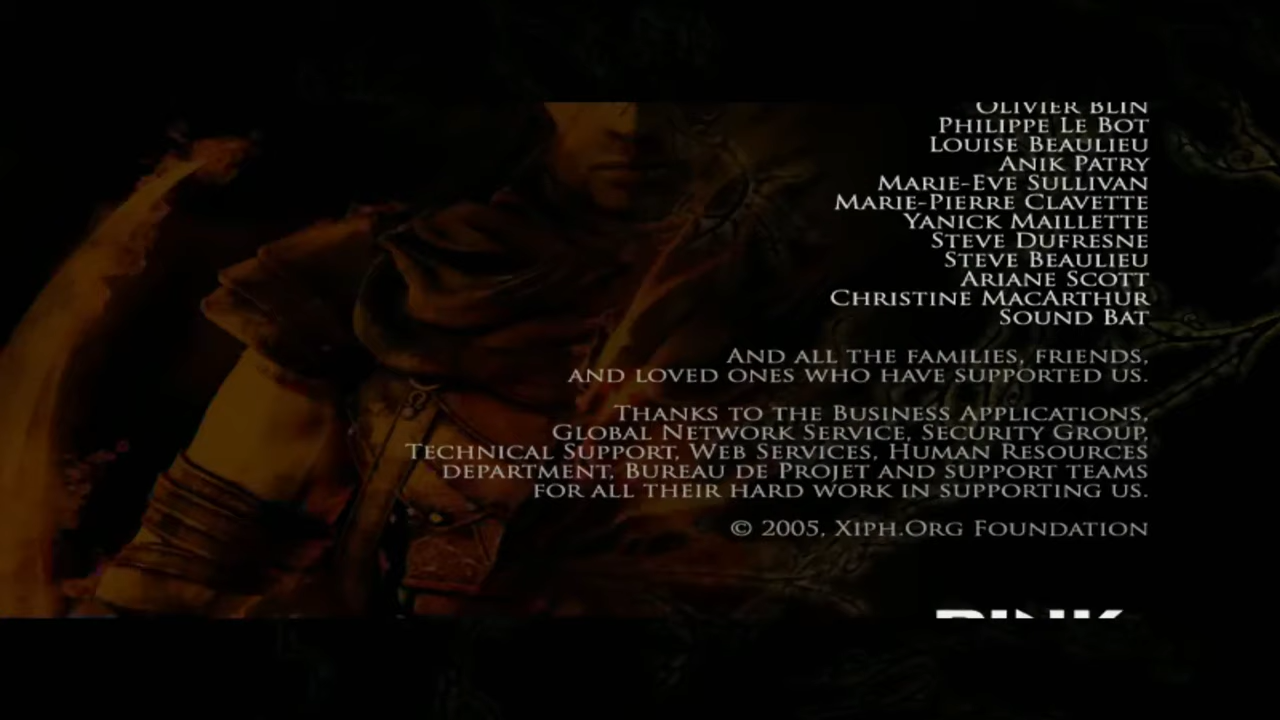 OLIVIER BLIN
PHILIPPE LE BOT
LOUISE BEAULIEU
ANIK PATRY
MARIE-EVE SULLIVAN
MARIE-PIERRE CLAVETTE
YANICK MAILLETTE
STEVE DUFRESNE
STEVE BEAULIEU
ARIANE SCOTT
CHRISTINE MACARTHUR
SOUND BAT
AND ALL THE FAMILIES, FRIENDS,
AND LOVED ONES WHO HAVE SUPPORTED US.
THANKS TO THE BUSINESS APPLICATIONS,
GLOBAL NETWORK SERVICE, SECURITY GROUP,
TECHNICAL SUPPORT, WEB SERVICES, HUMAN RESOURCES
DEPARTMENT, BUREAU DE PROJET AND SUPPORT TEAMS
FOR ALL THEIR HARD WORK IN SUPPORTING US.
© 2005, XIPH.ORG FOUNDATION